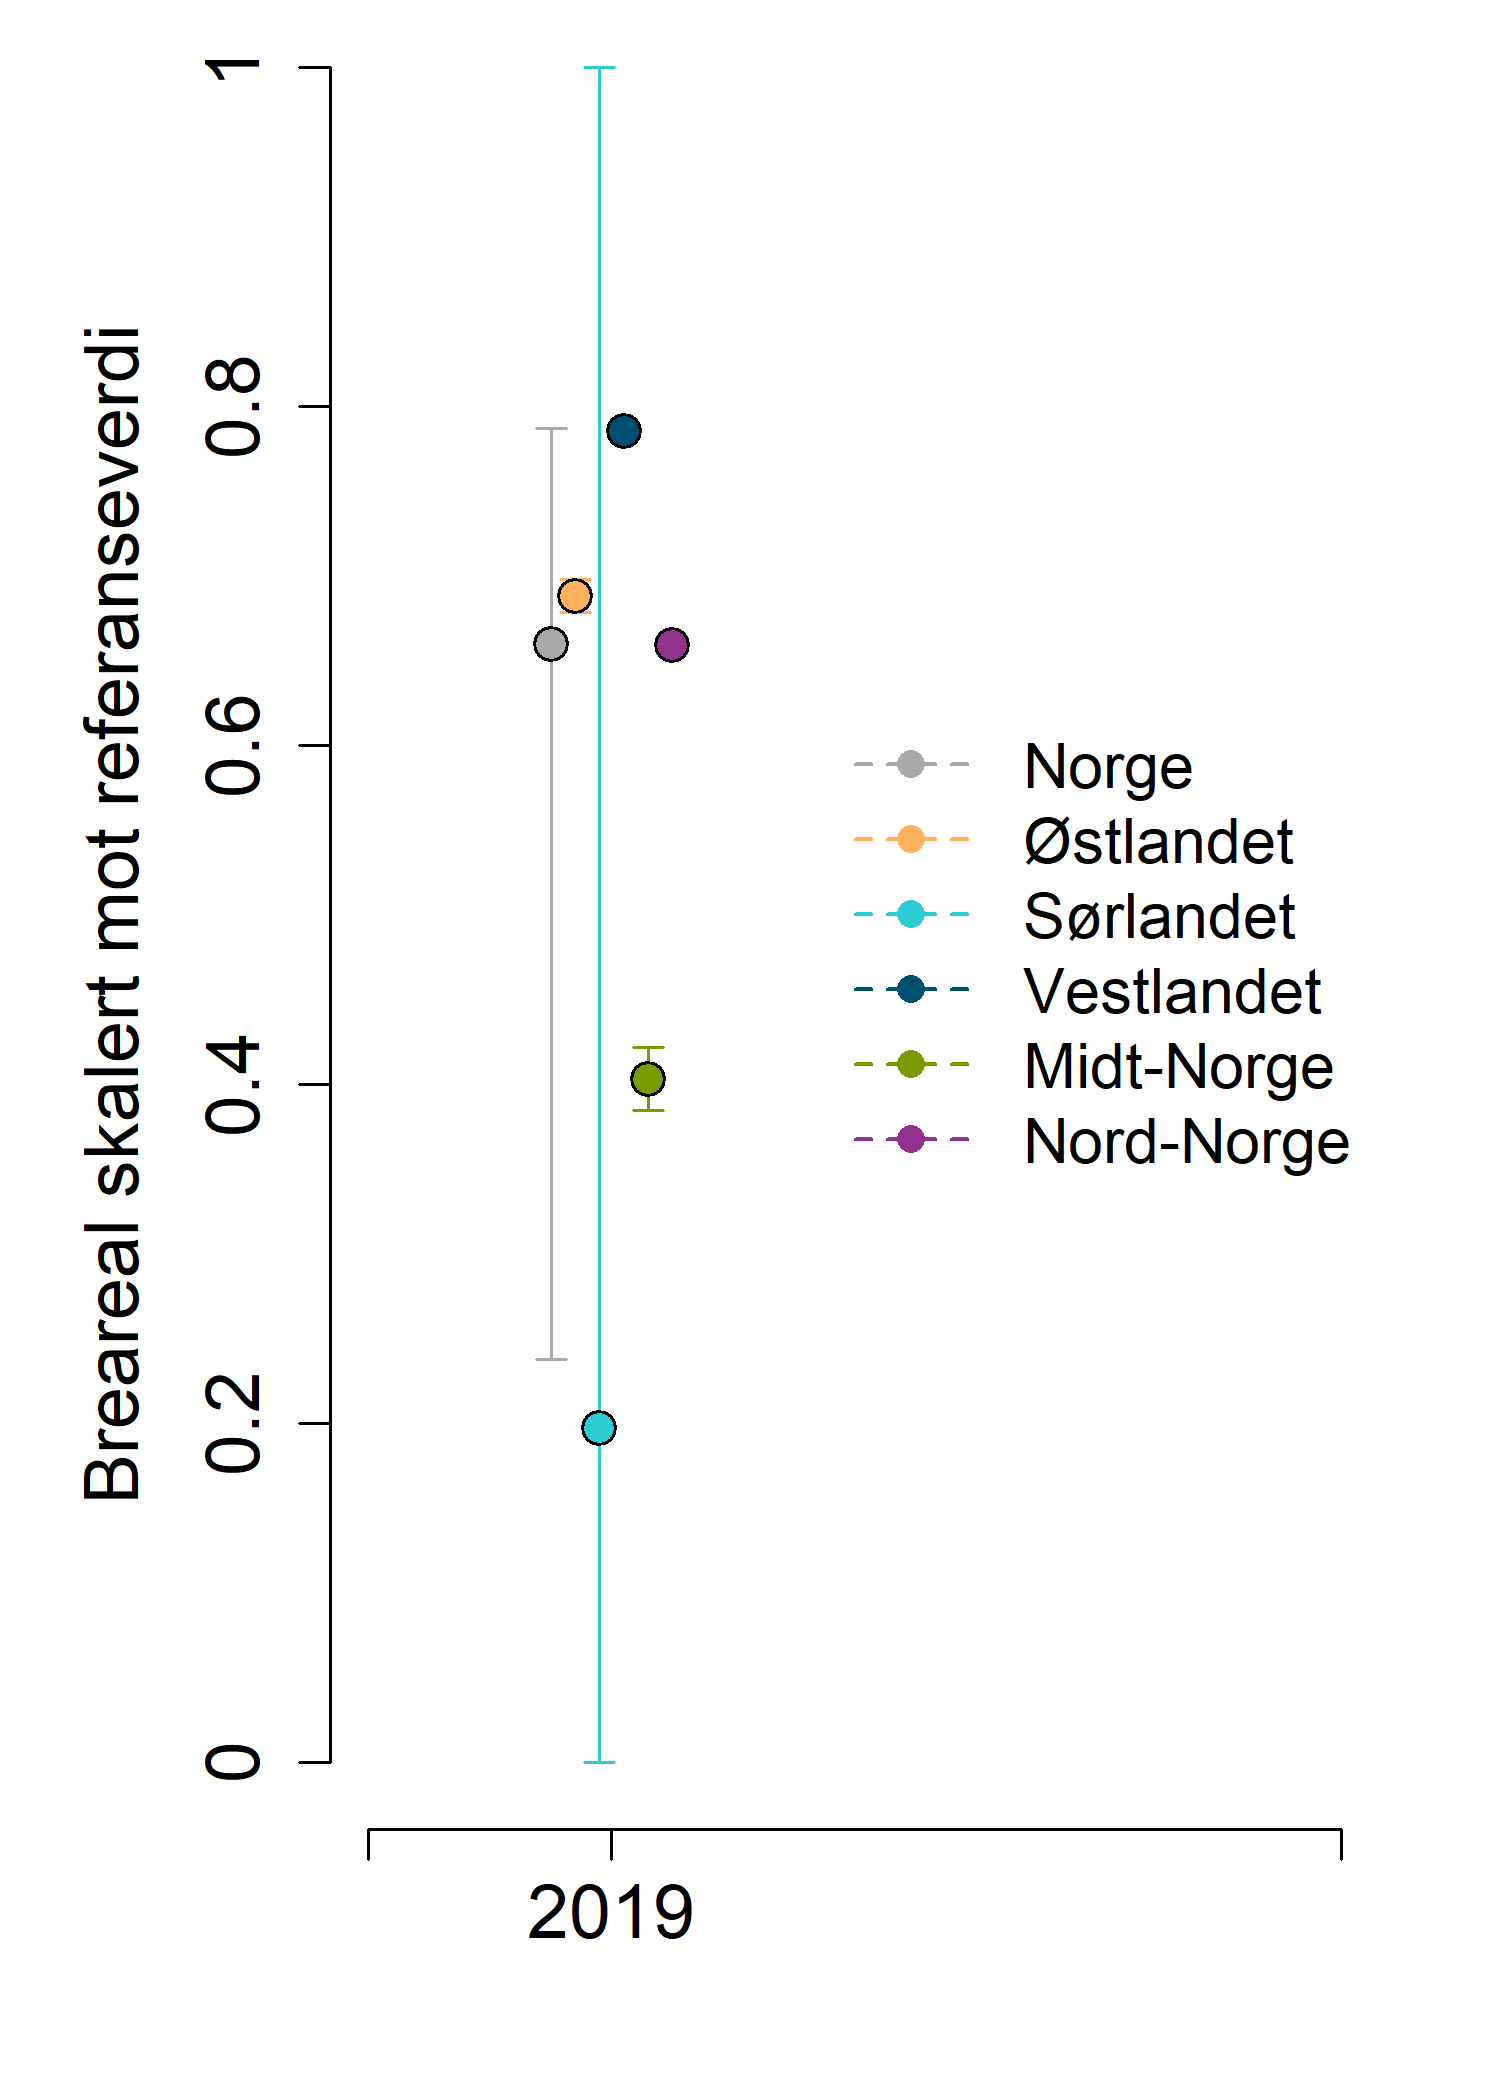 Breareal skalert mot referanseverdi
1
0.8
0.6
0.4
0.2
0
Norge
Østlandet
Sørlandet
Vestlandet
Midt-Norge
Nord-Norge
2019